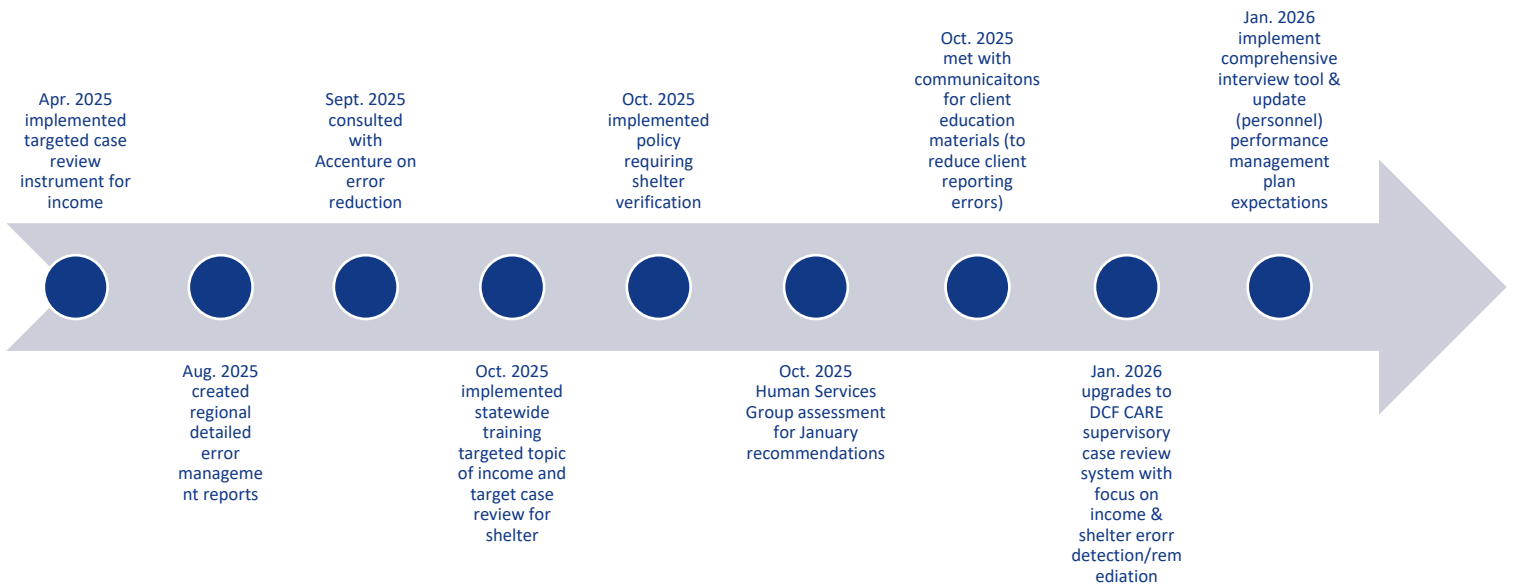 Apr. 2025
implemented
targeted case
review
instrument for
income
Aug. 2025
created
regional
detailed
error
manageme
nt reports
Sept. 2025
consulted
with
Accenture on
error
reduction
Oct. 2025
implemented
statewide
training
targeted topic
of income and
target case
review for
shelter
Oct. 2025
implemented
policy
requiring
shelter
verification
Oct. 2025
Human Services
Group assessment
for January
recommendations
Oct. 2025
met with
communicaitons
for client
education
materials (to
reduce client
reporting
errors)
Jan. 2026
upgrades to
DCF CARE
supervisory
case review
system with
focus on
income &
shelter erorr
detection/rem
ediation
Jan. 2026
implement
comprehensive
interview tool &
update
(personnel)
performance
management
plan
expectations